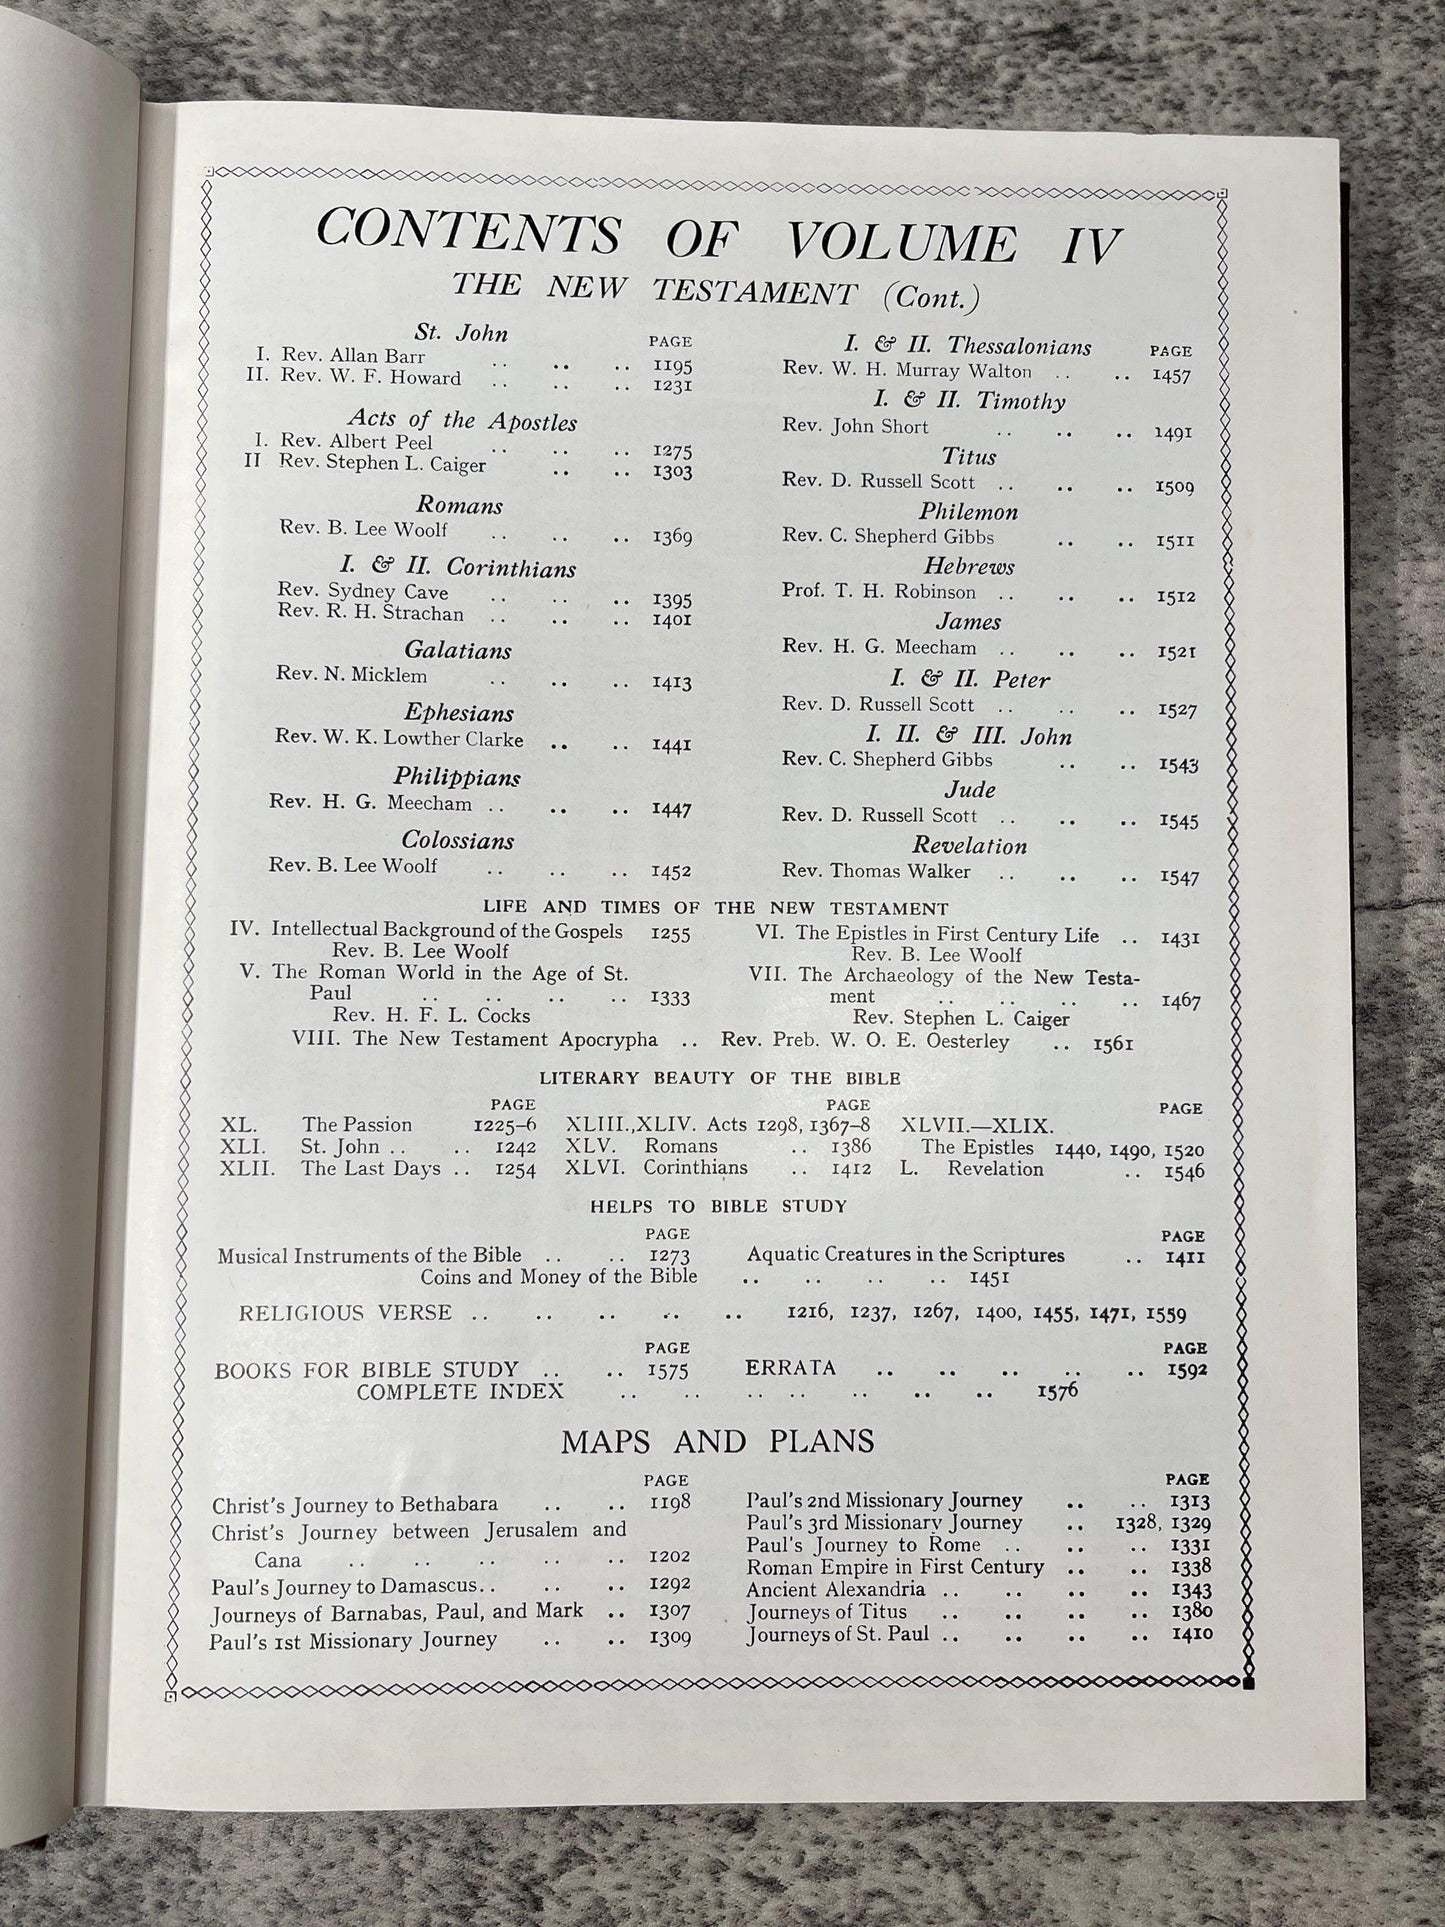 CONTENTS OF VOLUME IV
THE NEW TESTAMENT (Cont.)
St. John
PAGE
I. Rev. Allan Barr .. .. .. 1195
II. Rev. W. F. Howard .. .. .. 1231
Acts of the Apostles
I. Rev. Albert Peel .. .. .. 1275
II Rev. Stephen L. Caiger .. .. 1303
Romans
Rev. B. Lee Woolf .. .. .. 1369
I. & II. Corinthians
Rev. Sydney Cave .. .. .. 1395
Rev. R. H. Strachan .. .. .. 1401
Galatians
Rev. N. Micklem .. .. .. 1413
Ephesians
Rev. W. K. Lowther Clarke .. .. 1441
Philippians
Rev. H. G. Meecham .. .. .. 1447
Colossians
Rev. B. Lee Woolf .. .. .. 1452
I. & II. Thessalonians
PAGE
Rev. W. H. Murray Walton .. .. 1457
I. & II. Timothy
Rev. John Short .. .. .. 1491
Titus
Rev. D. Russell Scott .. .. .. 1509
Philemon
Rev. C. Shepherd Gibbs .. .. 1511
Hebrews
Prof. T. H. Robinson .. .. .. 1512
James
Rev. H. G. Meecham .. .. .. 1521
I. & II. Peter
Rev. D. Russell Scott .. .. .. 1527
I. II. & III. John
Rev. C. Shepherd Gibbs .. .. 1543
Jude
Rev. D. Russell Scott .. .. .. 1545
Revelation
Rev. Thomas Walker .. .. .. 1547
LIFE AND TIMES OF THE NEW TESTAMENT
IV. Intellectual Background of the Gospels 1255
Rev. B. Lee Woolf
V. The Roman World in the Age of St.
Paul .. .. .. .. 1333
Rev. H. F. L. Cocks
VI. The Epistles in First Century Life .. 1431
Rev. B. Lee Woolf
VII. The Archaeology of the New Testa-
ment .. .. .. .. 1467
Rev. Stephen L. Caiger
VIII. The New Testament Apocrypha .. Rev. Preb. W. O. E. Oesterley .. 1561
LITERARY BEAUTY OF THE BIBLE
PAGE
XL. The Passion 1225-6
XLI. St. John .. .. 1242
XLII. The Last Days .. 1254
PAGE
XLIII.,XLIV. Acts 1298, 1367-8
XLV. Romans .. 1386
XLVI. Corinthians .. 1412
PAGE
XLVII.—XLIX.
The Epistles 1440, 1490, 1520
L. Revelation .. 1546
HELPS TO BIBLE STUDY
PAGE PAGE
Musical Instruments of the Bible .. .. 1273 Aquatic Creatures in the Scriptures .. 1411
Coins and Money of the Bible .. .. .. .. 1451
RELIGIOUS VERSE .. .. .. .. .. 1216, 1237, 1267, 1400, 1455, 1471, 1559
PAGE PAGE
BOOKS FOR BIBLE STUDY .. .. 1575 ERRATA .. .. .. .. .. 1592
COMPLETE INDEX .. .. .. .. .. .. .. 1576
MAPS AND PLANS
PAGE
Christ's Journey to Bethabara .. .. 1198
Christ's Journey between Jerusalem and
Cana .. .. .. .. .. 1202
Paul's Journey to Damascus.. .. .. 1292
Journeys of Barnabas, Paul, and Mark .. 1307
Paul's 1st Missionary Journey .. .. 1309
PAGE
Paul's 2nd Missionary Journey .. .. 1313
Paul's 3rd Missionary Journey .. 1328, 1329
Paul's Journey to Rome .. .. .. 1331
Roman Empire in First Century .. .. 1338
Ancient Alexandria .. .. .. .. 1343
Journeys of Titus .. .. .. .. 1380
Journeys of St. Paul .. .. .. .. 1410